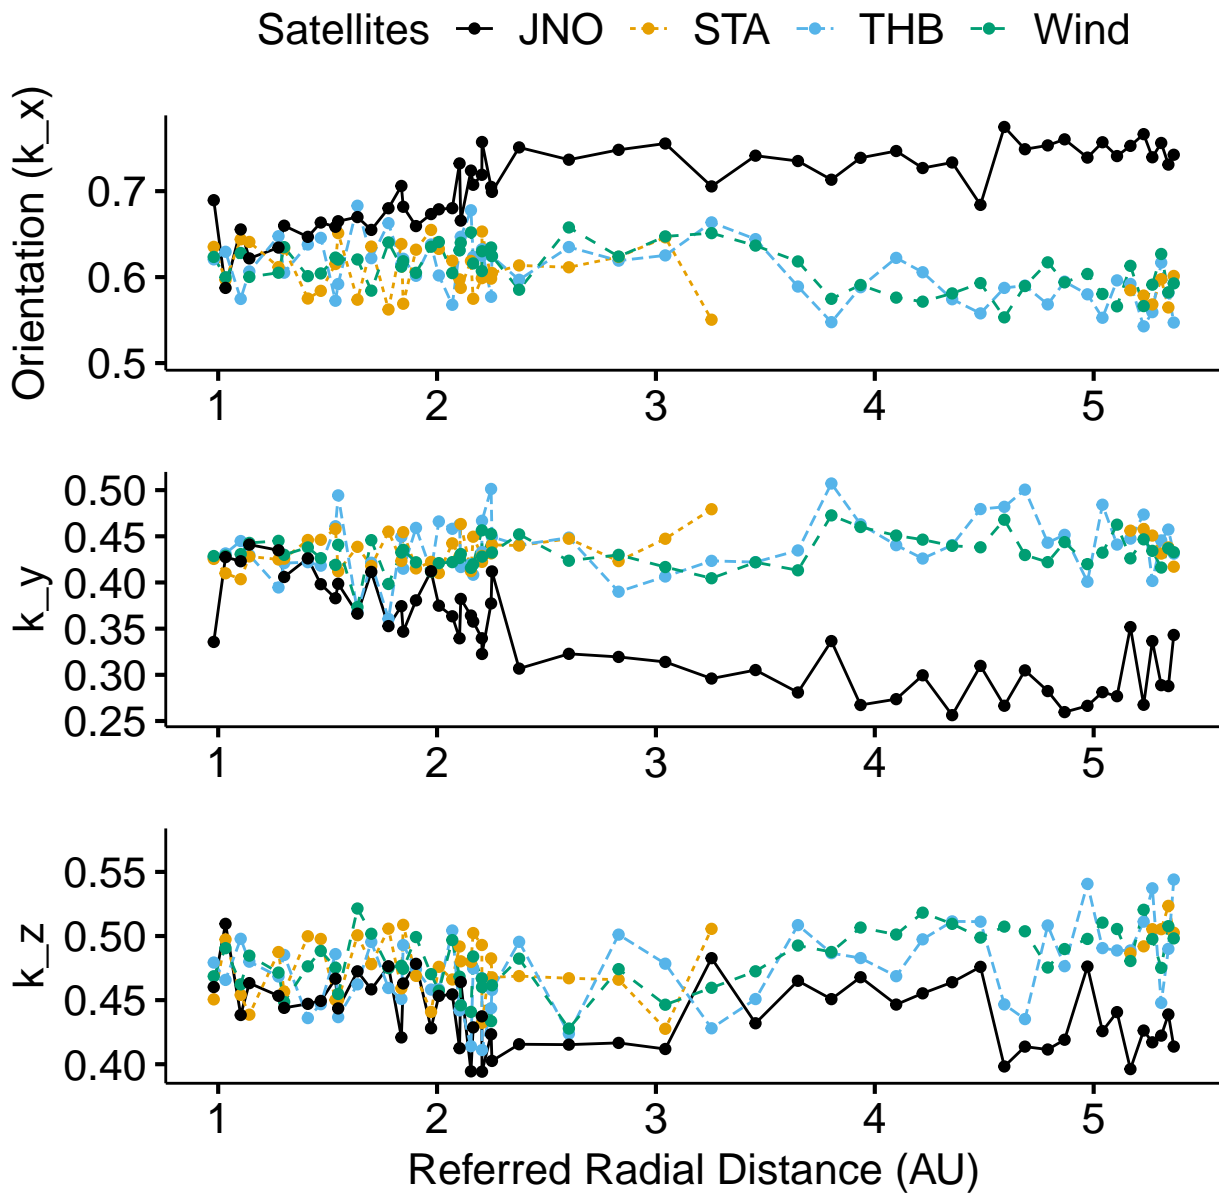 Satellites JNO STA THB Wind
Orientation (k_x)
0.7
0.6
0.5
1 2 3 4 5
k_y
0.50
0.45
0.40
0.35
0.30
0.25
1 2 3 4 5
k_z
0.55
0.50
0.45
0.40
1 2 3 4 5
Referred Radial Distance (AU)